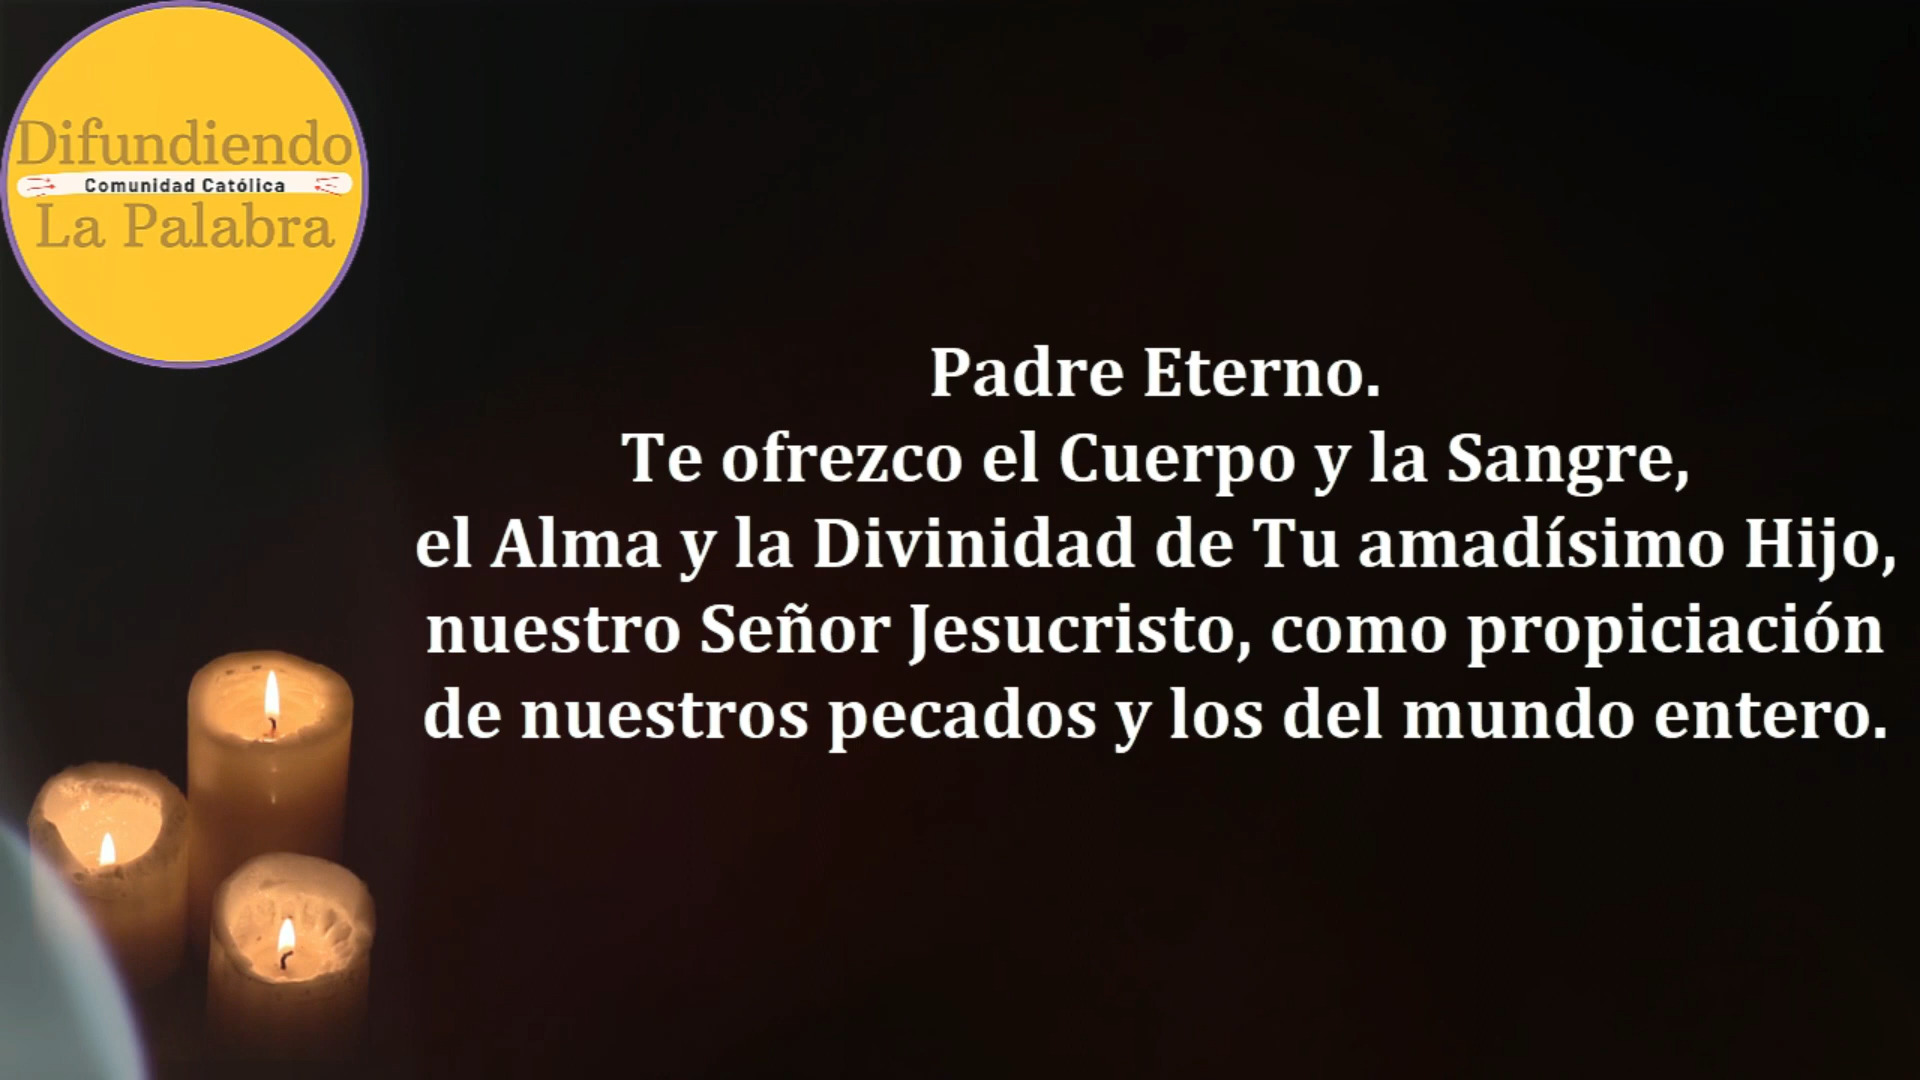 Difundiendo
Comunidad Católica
La Palabra
Padre Eterno.
Te ofrezco el Cuerpo y la Sangre,
el Alma y la Divinidad de Tu amadísimo Hijo,
nuestro Señor Jesucristo, como propiciación
de nuestros pecados y los del mundo entero.